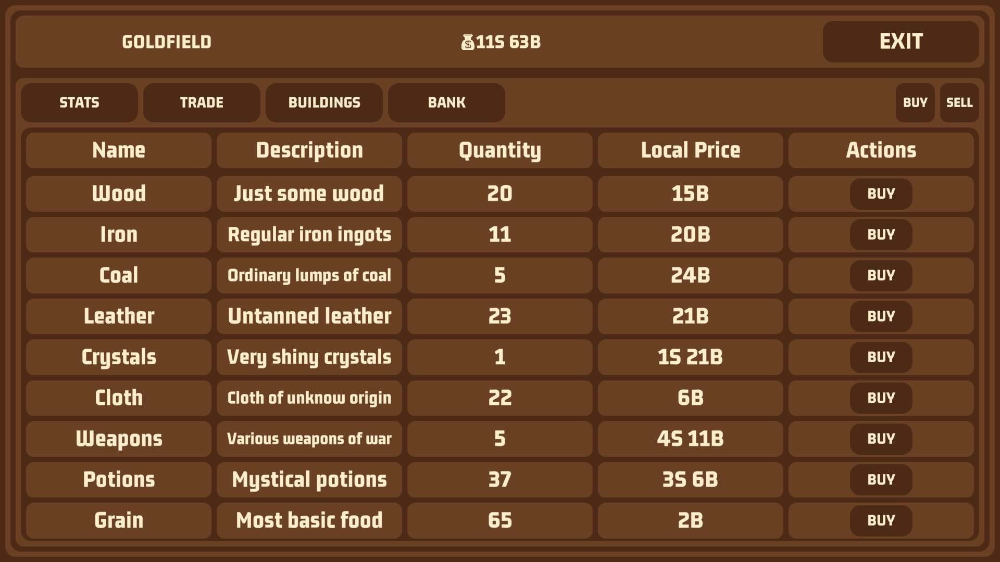 GOLDFIELD
11S 63B
EXIT
STATS TRADE BUILDINGS BANK BUY SELL
Name Description Quantity Local Price Actions
Wood Just some wood 20 15B BUY
Iron Regular iron ingots 11 20B BUY
Coal Ordinary lumps of coal 5 24B BUY
Leather Untanned leather 23 21B BUY
Crystals Very shiny crystals 1 1S 21B BUY
Cloth Cloth of unknow origin 22 6B BUY
Weapons Various weapons of war 5 4S 11B BUY
Potions Mystical potions 37 3S 6B BUY
Grain Most basic food 65 2B BUY